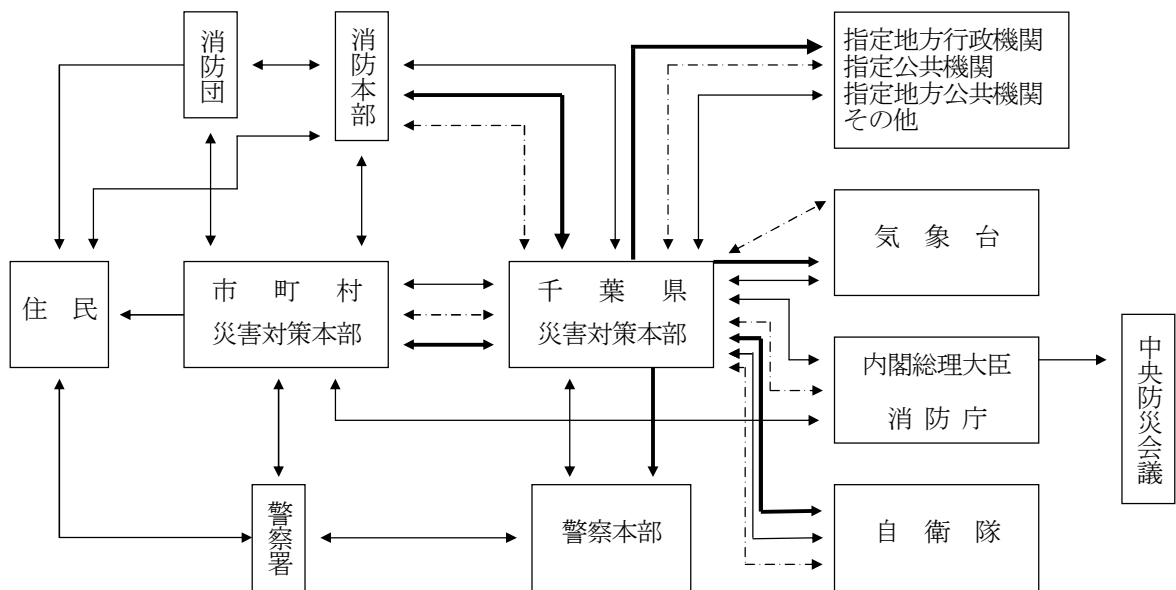 消防団
消防本部
指定地方行政機関
指定公共機関
指定地方公共機関
その他
気象台
住民
市町村
災害対策本部
千葉県
災害対策本部
内閣総理大臣
消防庁
中央防災会議
警察署
警察本部
自衛隊